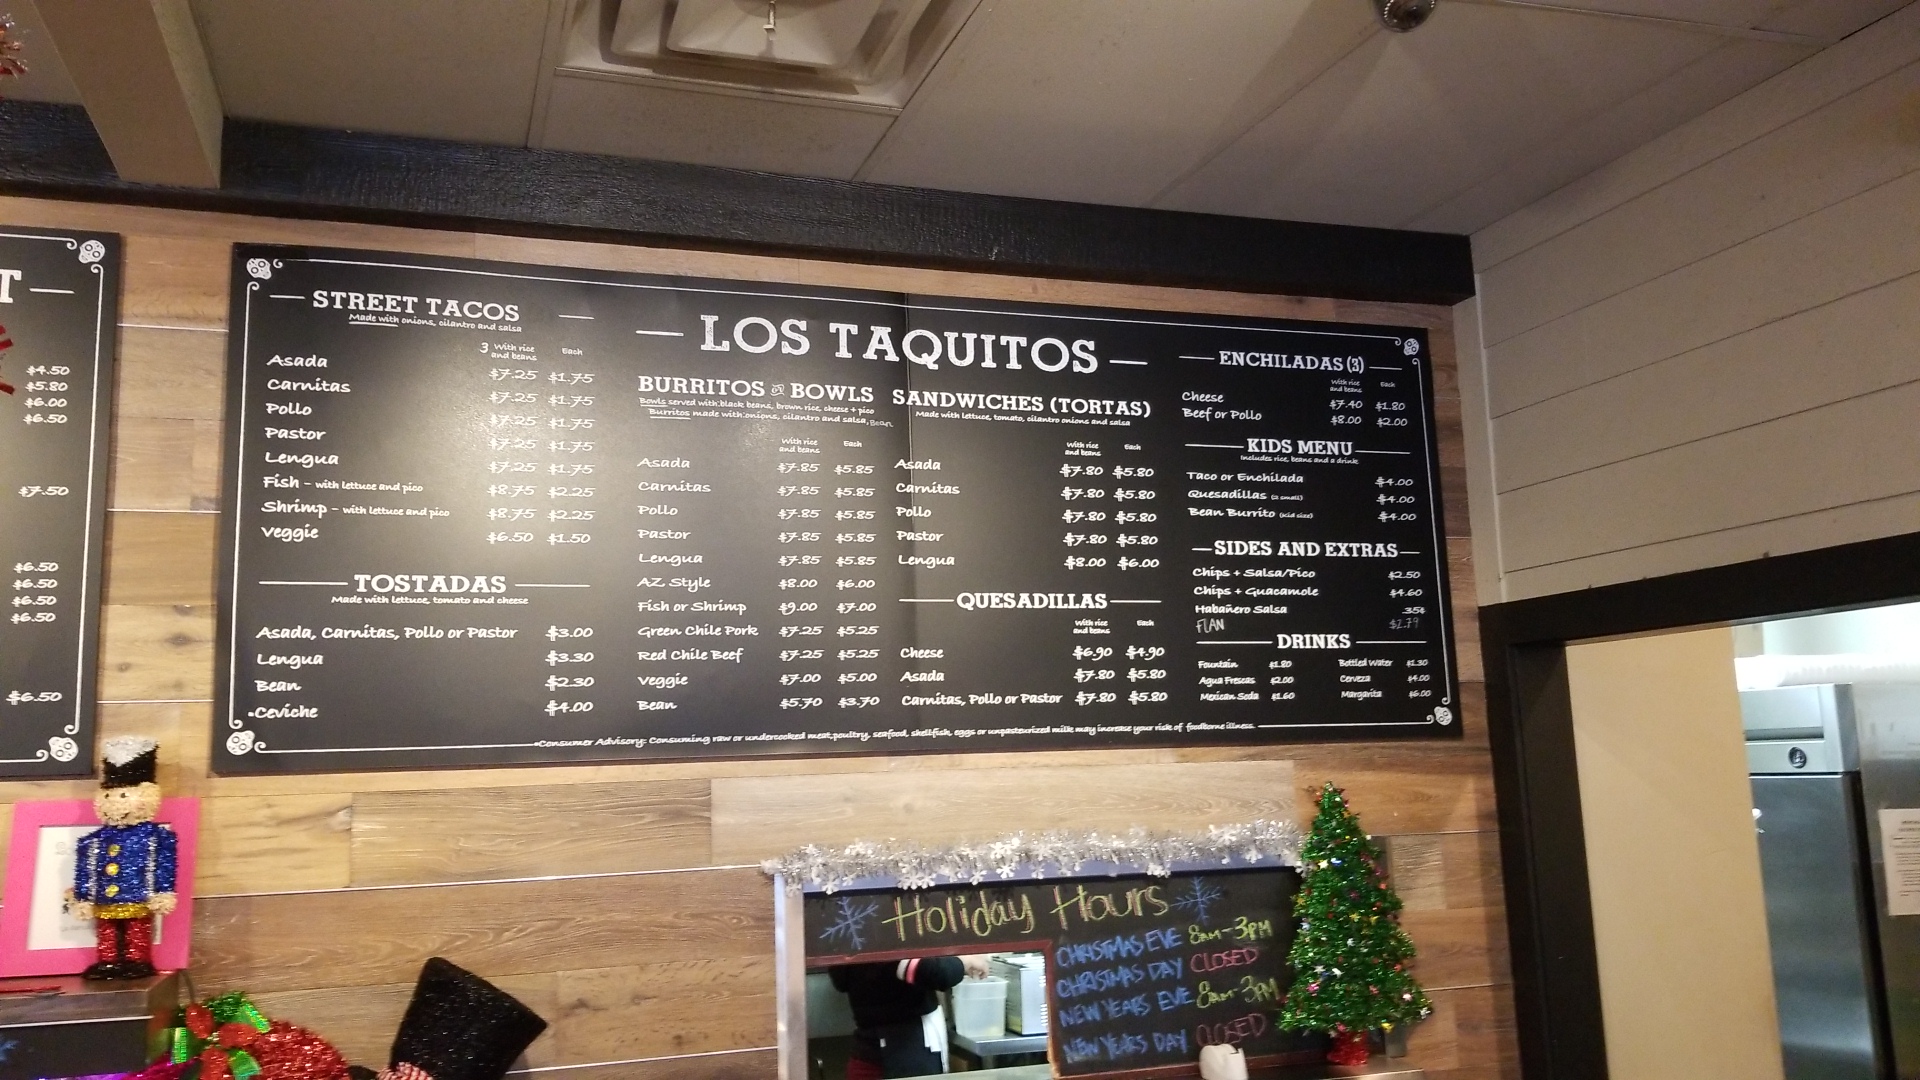 T
$4.50
$5.80
$6.00
$6.50
$7.50
$6.50
$6.50
$6.50
$6.50
$6.50
STREET TACOS
Made with onions, cilantro and salsa
3 With rice and beans Each
Asada $7.25 $1.75
Carnitas $7.25 $1.75
Pollo $7.25 $1.75
Pastor $7.25 $1.75
Lengua $7.25 $1.75
Fish - with lettuce and pico $8.75 $2.25
Shrimp - with lettuce and pico $8.75 $2.25
Veggie $6.50 $1.50
TOSTADAS
Made with lettuce, tomato and cheese
Asada, Carnitas, Pollo or Pastor $3.00
Lengua $3.30
Bean $2.30
•Ceviche $4.00
LOS TAQUITOS
BURRITOS or BOWLS
Bowls served with black beans, brown rice, cheese + pico
Burritos made with onions, cilantro and salsa, Bean
With rice and beans Each
Asada $7.85 $5.85
Carnitas $7.85 $5.85
Pollo $7.85 $5.85
Pastor $7.85 $5.85
Lengua $7.85 $5.85
AZ Style $8.00 $6.00
Fish or Shrimp $9.00 $7.00
Green Chile Pork $7.25 $5.25
Red Chile Beef $7.25 $5.25
Veggie $7.00 $5.00
Bean $5.70 $3.70
SANDWICHES (TORTAS)
Made with lettuce, tomato, cilantro onions and salsa
With rice and beans Each
Asada $7.80 $5.80
Carnitas $7.80 $5.80
Pollo $7.80 $5.80
Pastor $7.80 $5.80
Lengua $8.00 $6.00
QUESADILLAS
With rice and beans Each
Cheese $6.90 $4.90
Asada $7.80 $5.80
Carnitas, Pollo or Pastor $7.80 $5.80
ENCHILADAS (3)
With rice and beans Each
Cheese $7.40 $1.80
Beef or Pollo $8.00 $2.00
KIDS MENU
Includes rice, beans and a drink
Taco or Enchilada $4.00
Quesadillas (2 small) $4.00
Bean Burrito (kid size) $4.00
SIDES AND EXTRAS
Chips + Salsa/Pico $2.50
Chips + Guacamole $4.60
Habañero Salsa .35¢
FLAN $2.79
DRINKS
Fountain $1.80 Bottled Water $1.30
Agua Frescas $2.00 Cerveza $4.00
Mexican Soda $1.60 Margarita $6.00
•Consumer Advisory: Consuming raw or undercooked meat, poultry, seafood, shellfish, eggs or unpasteurized milk may increase your risk of foodborne illness.
Holiday Hours
CHRISTMAS EVE 8AM-3PM
CHRISTMAS DAY CLOSED
NEW YEARS EVE 8AM-3PM
NEW YEARS DAY CLOSED